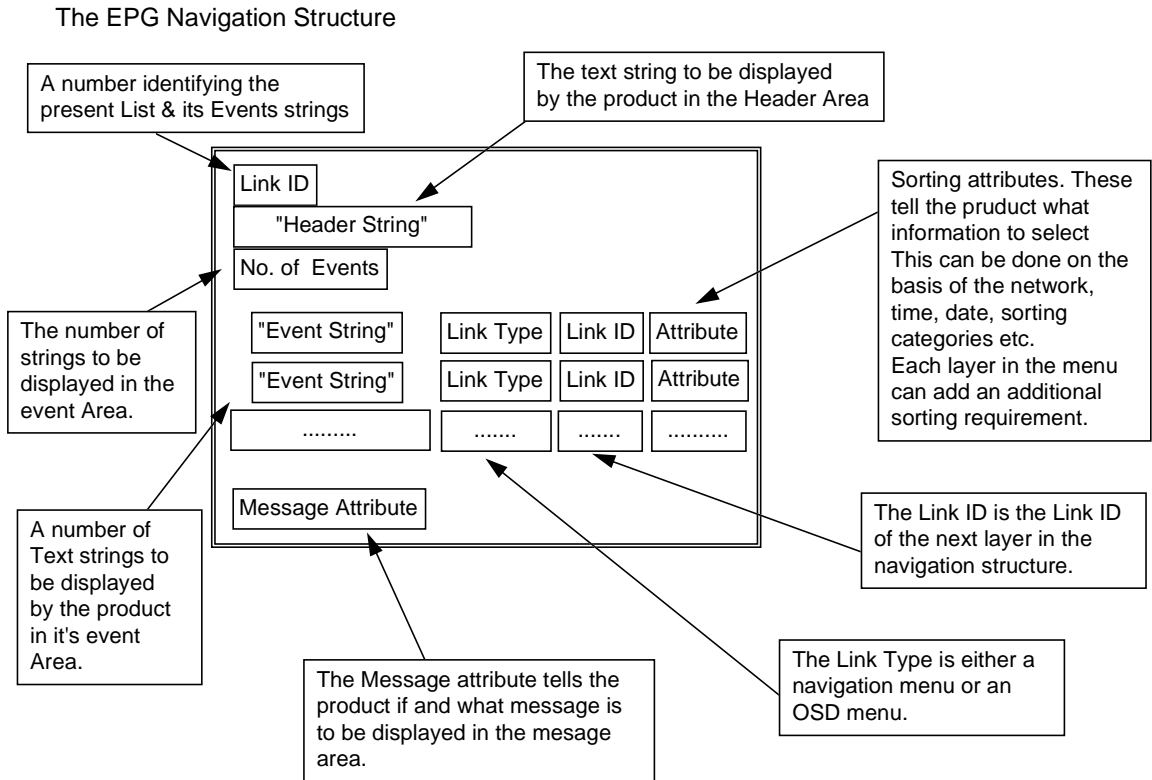 The EPG Navigation Structure
A number identifying the
present List & its Events strings
The text string to be displayed
by the product in the Header Area
Link ID
"Header String"
No. of Events
"Event String" Link Type Link ID Attribute
"Event String" Link Type Link ID Attribute
......... ....... ....... ..........
Message Attribute
Sorting attributes. These
tell the pruduct what
information to select
This can be done on the
basis of the network,
time, date, sorting
categories etc.
Each layer in the menu
can add an additional
sorting requirement.
The number of
strings to be
displayed in the
event Area.
A number of
Text strings to
be displayed
by the product
in it's event
Area.
The Link ID is the Link ID
of the next layer in the
navigation structure.
The Link Type is either a
navigation menu or an
OSD menu.
The Message attribute tells the
product if and what message is
to be displayed in the mesage
area.